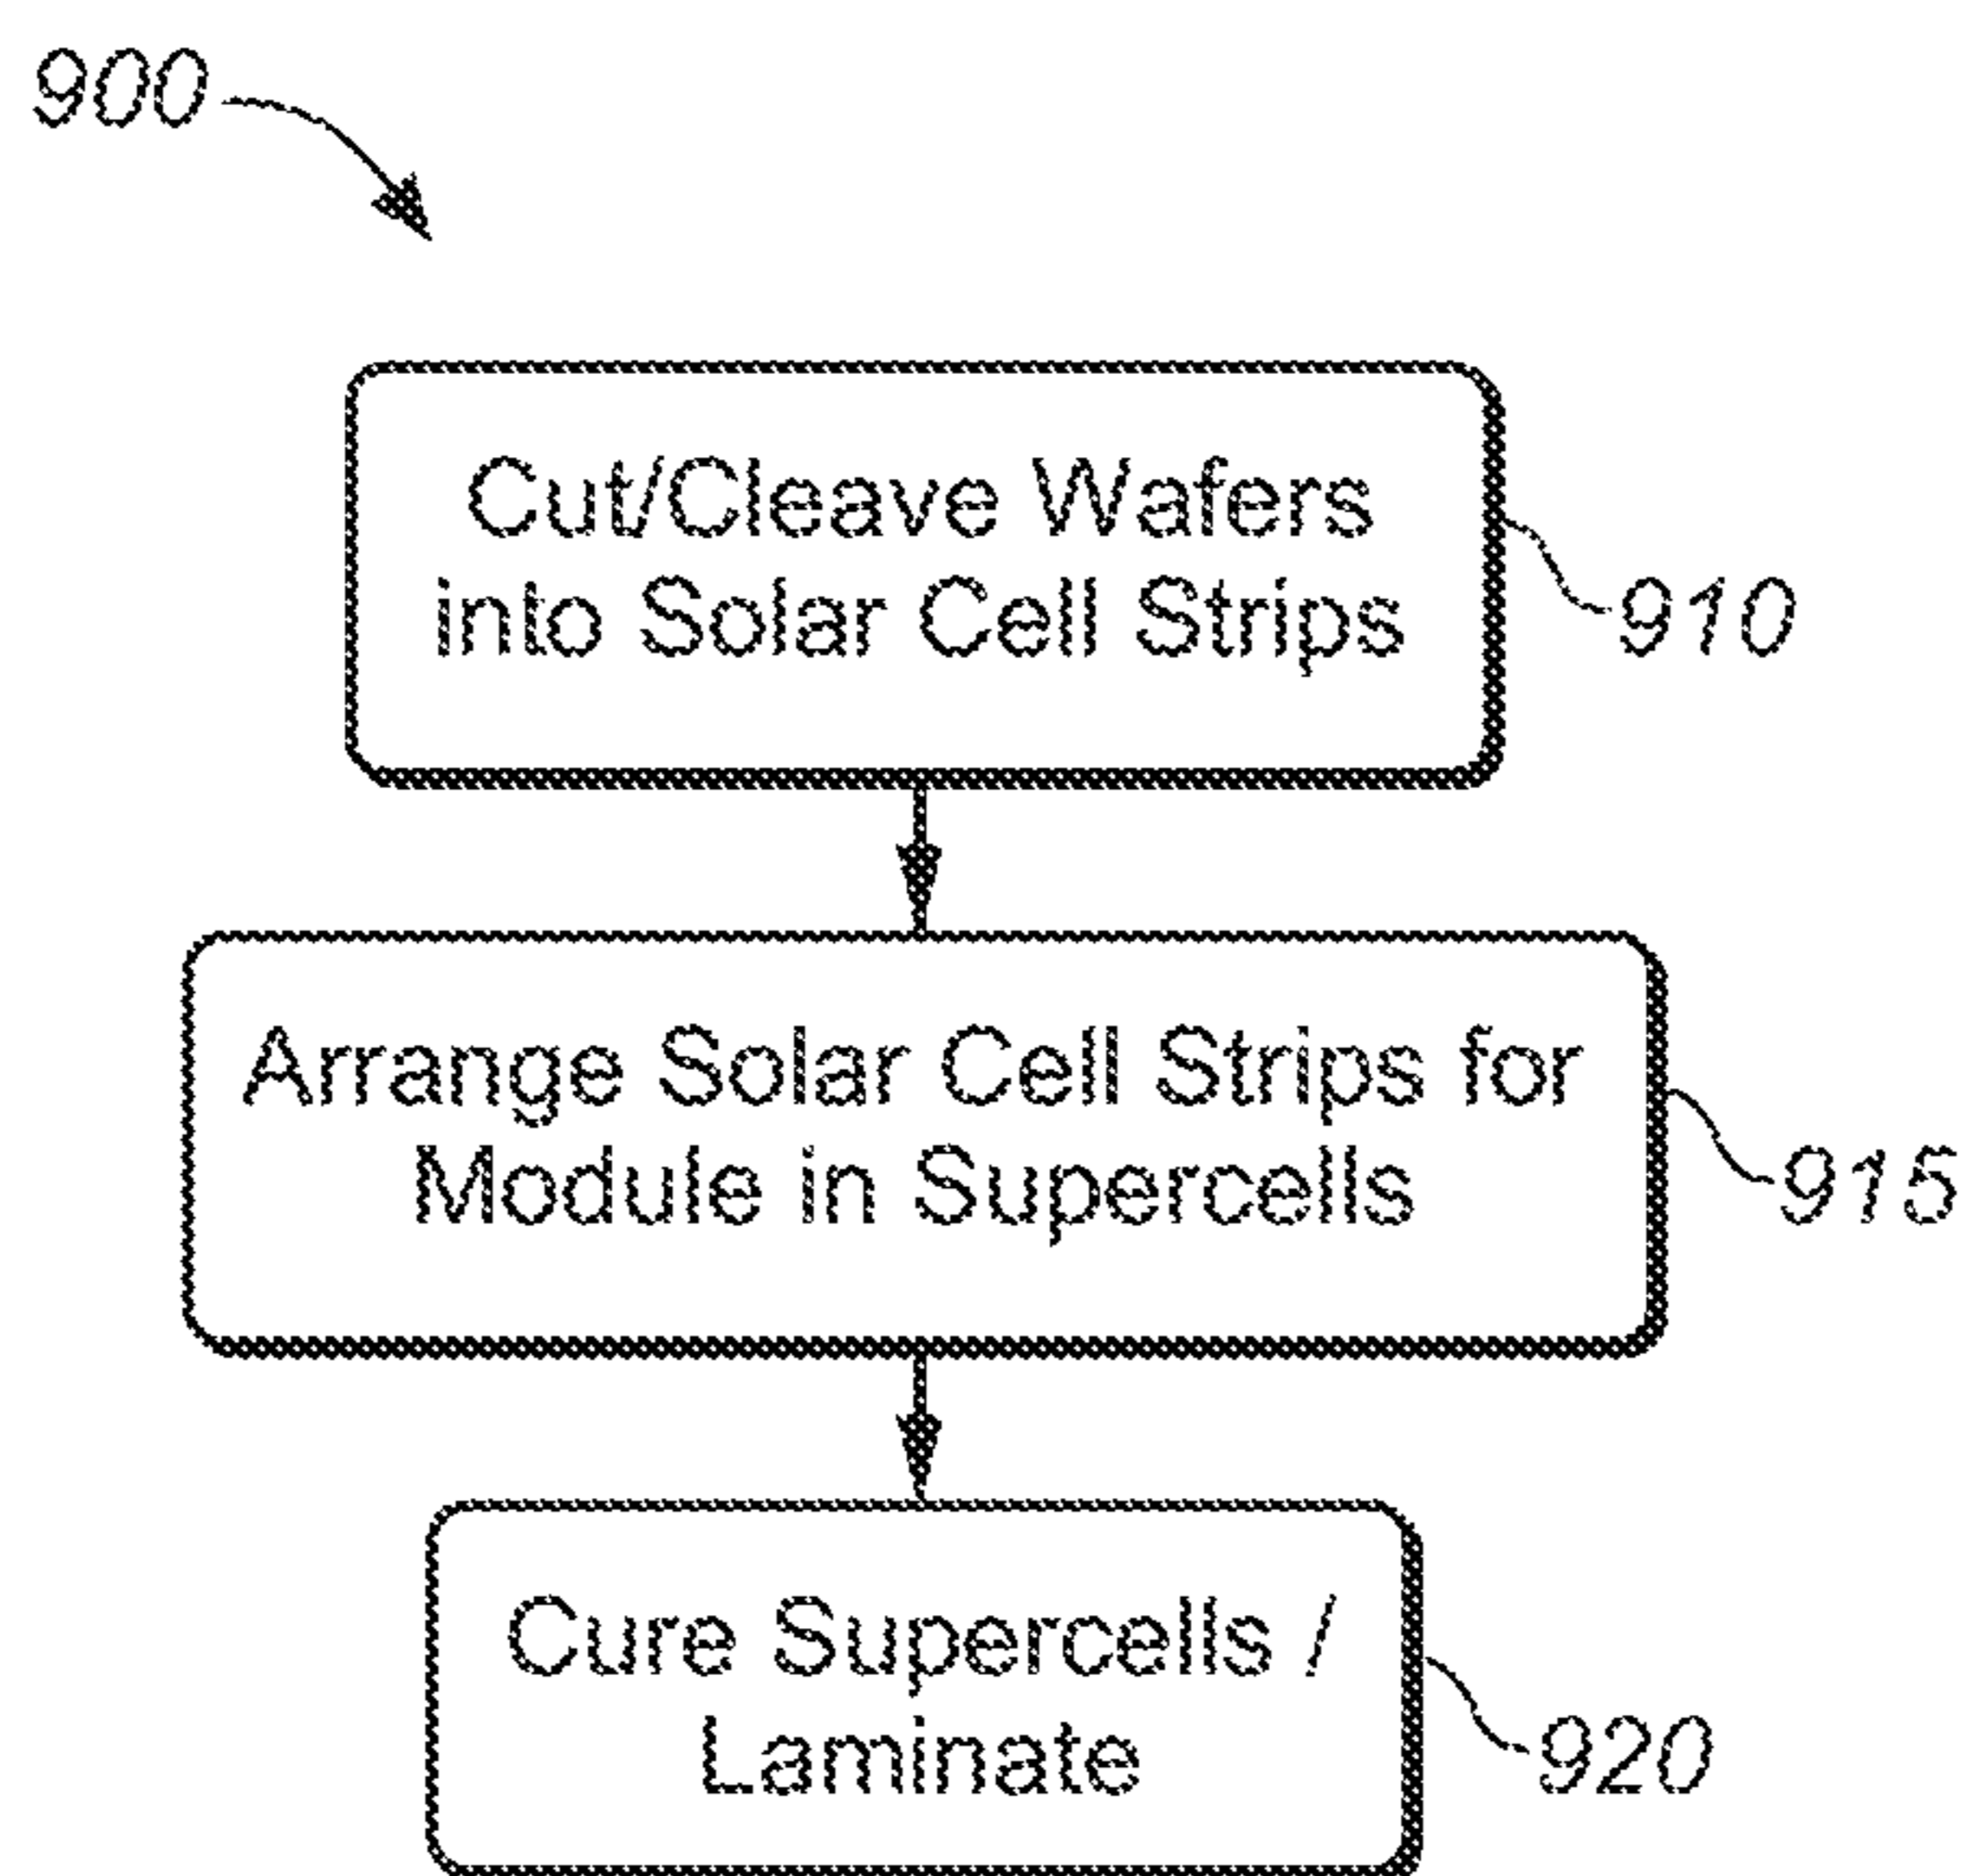 900
Cut/Cleave Wafers
into Solar Cell Strips
910
Arrange Solar Cell Strips for
Module in Supercells
915
Cure Supercells /
Laminate
920